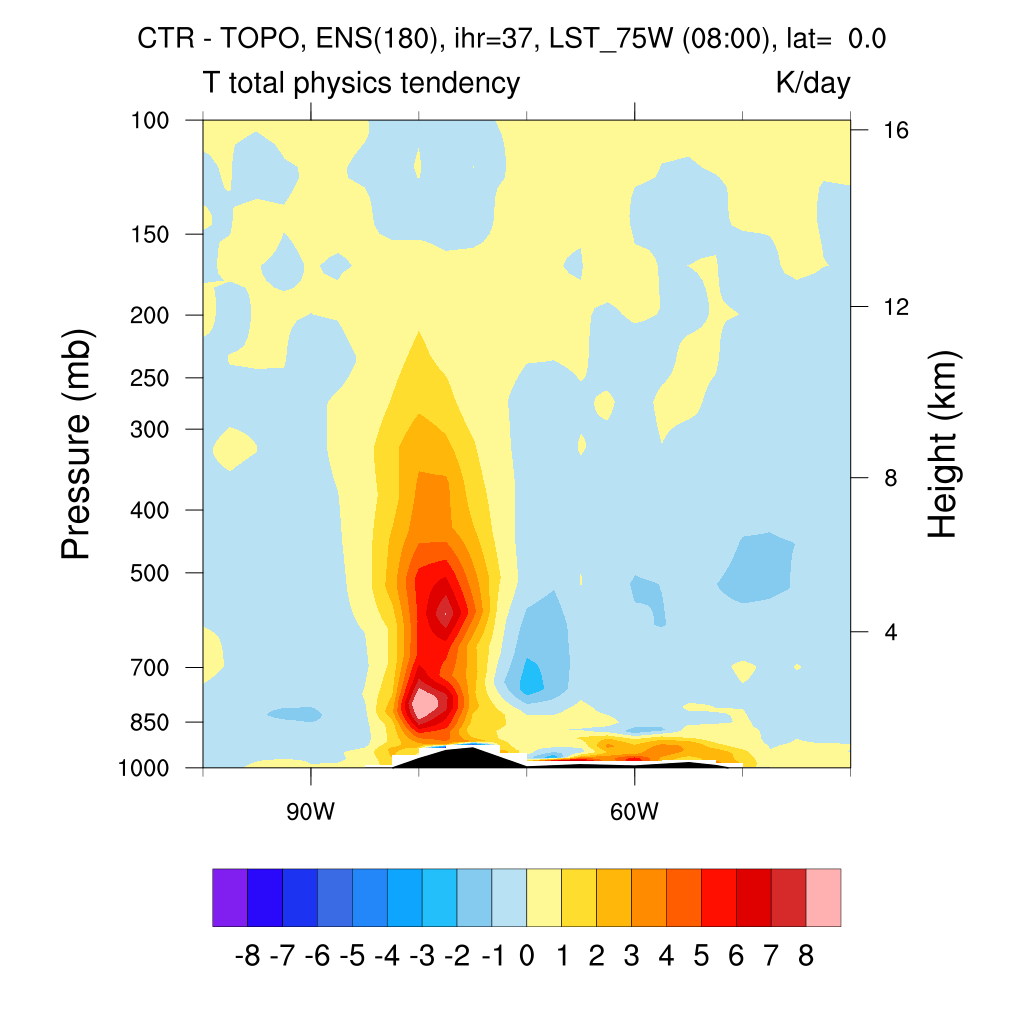 CTR - TOPO, ENS(180), ihr=37, LST_75W (08:00), lat=  0.0
T total physics tendency K/day
Pressure (mb)
100
150
200
250
300
400
500
700
850
1000
16
12
8
4
Height (km)
90W 60W
-8 -7 -6 -5 -4 -3 -2 -1 0 1 2 3 4 5 6 7 8